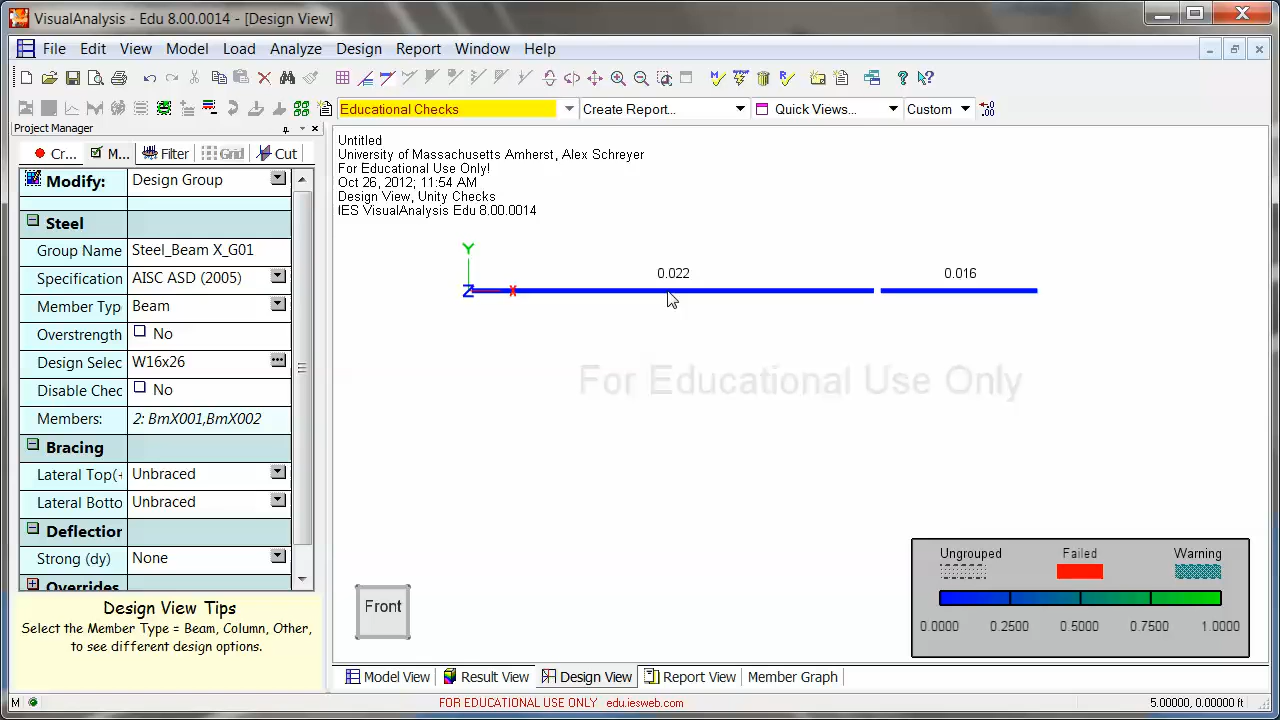 VisualAnalysis - Edu 8.00.0014 - [Design View]
File Edit View Model Load Analyze Design Report Window Help
Educational Checks Create Report... Quick Views... Custom
Project Manager
Cr... M... Filter Grid Cut
Modify: Design Group
Steel
Group Name Steel_Beam X_G01
Specification AISC ASD (2005)
Member Typ Beam
Overstrength No
Design Selec W16x26
Disable Chec No
Members: 2: BmX001,BmX002
Bracing
Lateral Top(+ Unbraced
Lateral Botto Unbraced
Deflection
Strong (dy) None
Overrides
Design View Tips
Select the Member Type = Beam, Column, Other,
to see different design options.
Untitled
University of Massachusetts Amherst, Alex Schreyer
For Educational Use Only!
Oct 26, 2012; 11:54 AM
Design View, Unity Checks
IES VisualAnalysis Edu 8.00.0014
Y
0.022 0.016
Z X
For Educational Use Only
Front
Ungrouped Failed Warning
0.0000 0.2500 0.5000 0.7500 1.0000
Model View Result View Design View Report View Member Graph
M FOR EDUCATIONAL USE ONLY edu.iesweb.com 5.00000, 0.00000 ft